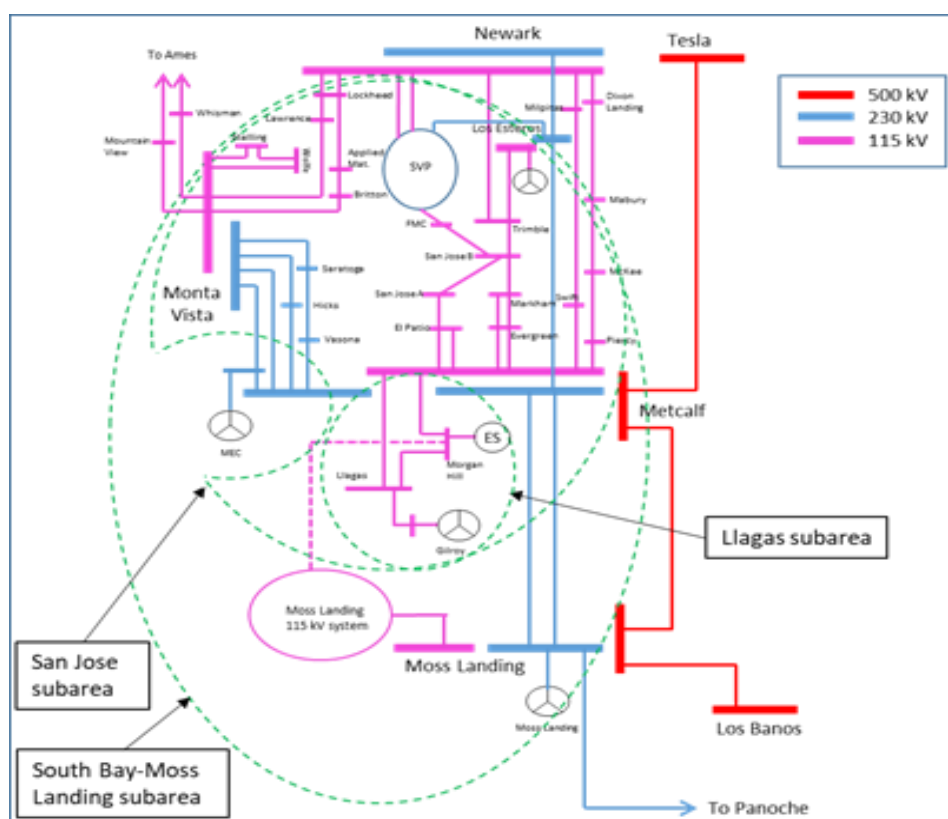 Newark
Tesla
To Ames
500 kV
230 kV
115 kV
Lockheed
Dixon
Landing
Milpitas
Whisman
Lawrence
Los Esteros
Mountain
View
Stelling
Wolfe
Applied
Mat.
SVP
Britton
Mabury
FMC
Trimble
San Jose B
Saratoga
McKee
Monta
Vista
San Jose A
Hicks
Markham
Swift
El Patio
Evergreen
Vasona
Piercy
Metcalf
MEC
ES
Llagas
Morgan
Hill
Llagas subarea
Gilroy
Moss Landing
115 kV system
San Jose
subarea
Moss Landing
Moss Landing
Los Banos
South Bay-Moss
Landing subarea
To Panoche